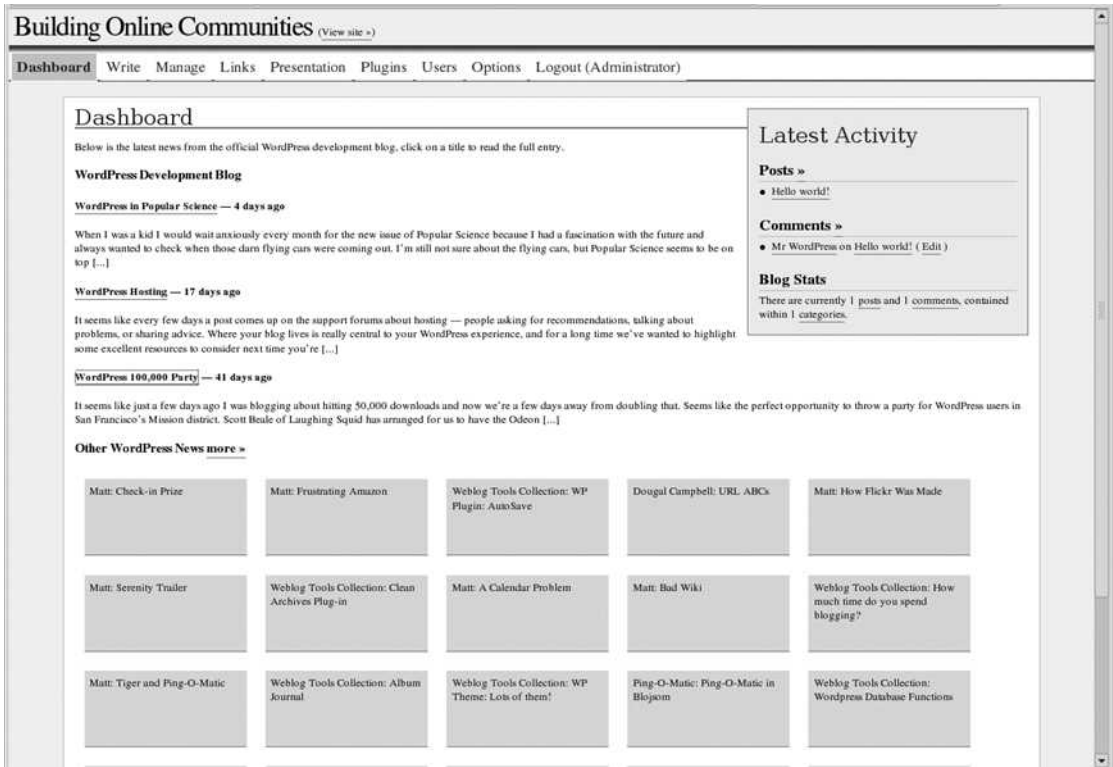 Building Online Communities (View site »)
Dashboard Write Manage Links Presentation Plugins Users Options Logout (Administrator)
Dashboard
Below is the latest news from the official WordPress development blog, click on a title to read the full entry.
WordPress Development Blog
WordPress in Popular Science — 4 days ago
When I was a kid I would wait anxiously every month for the new issue of Popular Science because I had a fascination with the future and
always wanted to check when those darn flying cars were coming out. I'm still not sure about the flying cars, but Popular Science seems to be on
top [...]
WordPress Hosting — 17 days ago
It seems like every few days a post comes up on the support forums about hosting — people asking for recommendations, talking about
problems, or sharing advice. Where your blog lives is really central to your WordPress experience, and for a long time we've wanted to highlight
some excellent resources to consider next time you're [...]
WordPress 100,000 Party — 41 days ago
It seems like just a few days ago I was blogging about hitting 50,000 downloads and now we're a few days away from doubling that. Seems like the perfect opportunity to throw a party for WordPress users in
San Francisco's Mission district. Scott Beale of Laughing Squid has arranged for us to have the Odeon [...]
Latest Activity
Posts »
• Hello world!
Comments »
• Mr WordPress on Hello world! ( Edit )
Blog Stats
There are currently 1 posts and 1 comments, contained
within 1 categories.
Other WordPress News more »
Matt: Check-in Prize
Matt: Frustrating Amazon
Weblog Tools Collection: WP
Plugin: AutoSave
Dougal Campbell: URL ABCs
Matt: How Flickr Was Made
Matt: Serenity Trailer
Weblog Tools Collection: Clean
Archives Plug-in
Matt: A Calendar Problem
Matt: Bad Wiki
Weblog Tools Collection: How
much time do you spend
blogging?
Matt: Tiger and Ping-O-Matic
Weblog Tools Collection: Album
Journal
Weblog Tools Collection: WP
Theme: Lots of them!
Ping-O-Matic: Ping-O-Matic in
Blojsom
Weblog Tools Collection:
Wordpress Database Functions